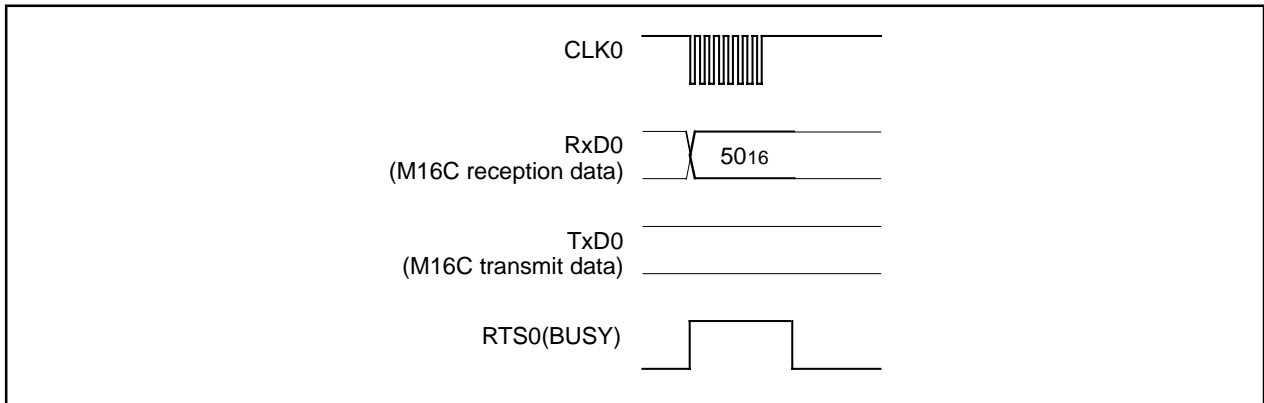 CLK0
RxD0
(M16C reception data)
5016
TxD0
(M16C transmit data)
RTS0(BUSY)